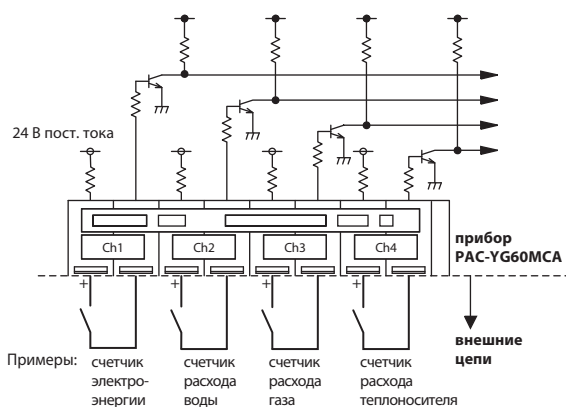 24 В пост. тока
Ch1
Ch2
Ch3
Ch4
прибор
PAC-YG60MCA
+
+
+
+
внешние
цепи
Примеры:
счетчик
электро-
энергии
счетчик
расхода
воды
счетчик
расхода
газа
счетчик
расхода
теплоносителя